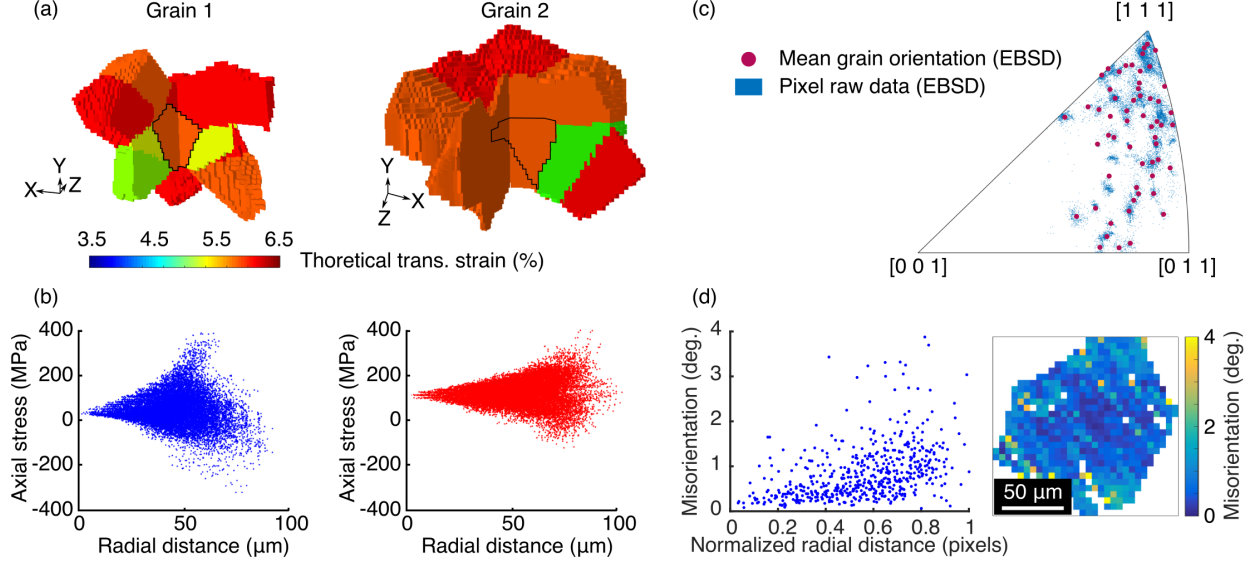 (a)
Grain 1
Grain 2
Y
X
Z
Y
X
Z
3.5 4.5 5.5 6.5
Thoretical trans. strain (%)
(b)
Axial stress (MPa)
400
200
0
-200
-400
0 50 100
Radial distance (μm)
Axial stress (MPa)
400
200
0
-200
-400
0 50 100
Radial distance (μm)
(c)
[1 1 1]
Mean grain orientation (EBSD)
Pixel raw data (EBSD)
[0 0 1]
[0 1 1]
(d)
Misorientation (deg.)
4
3
2
1
0
0 0.2 0.4 0.6 0.8 1
Normalized radial distance (pixels)
50 μm
4
2
0
Misorientation (deg.)